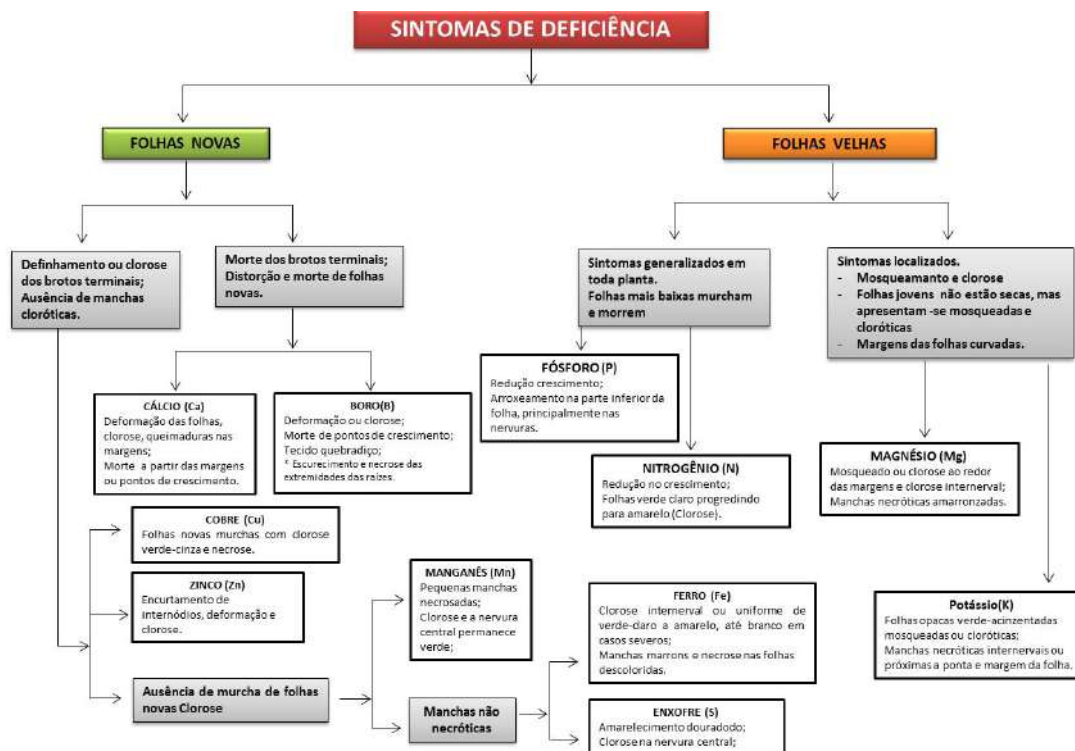 SINTOMAS DE DEFICIÊNCIA
FOLHAS NOVAS
FOLHAS VELHAS
Definhamento ou clorose
dos brotos terminais;
Ausência de manchas
cloróticas.
Morte dos brotos terminais;
Distorção e morte de folhas
novas.
Sintomas generalizados em
toda planta.
Folhas mais baixas murcham
e morrem
Sintomas localizados.
- Mosqueamanto e clorose
- Folhas jovens não estão secas, mas
apresentam -se mosqueadas e
cloróticas
- Margens das folhas curvadas.
CÁLCIO (Ca)
Deformação das folhas,
clorose, queimaduras nas
margens;
Morte a partir das margens
ou pontos de crescimento.
BORO(B)
Deformação ou clorose;
Morte de pontos de crescimento;
Tecido quebradiço;
* Escurecimento e necrose das
extremidades das raízes.
FÓSFORO (P)
Redução crescimento;
Arroxeamento na parte inferior da
folha, principalmente nas
nervuras.
NITROGÊNIO (N)
Redução no crescimento;
Folhas verde claro progredindo
para amarelo (Clorose).
MAGNÉSIO (Mg)
Mosqueado ou clorose ao redor
das margens e clorose internerval;
Manchas necróticas amarronzadas.
COBRE (Cu)
Folhas novas murchas com clorose
verde-cinza e necrose.
ZINCO (Zn)
Encurtamento de
internódios, deformação e
clorose.
MANGANÊS (Mn)
Pequenas manchas
necrosadas;
Clorose e a nervura
central permanece
verde;
FERRO (Fe)
Clorose internerval ou uniforme de
verde-claro a amarelo, até branco em
casos severos;
Manchas marrons e necrose nas folhas
descoloridas.
Potássio(K)
Folhas opacas verde-acinzentadas
mosqueadas ou cloróticas;
Manchas necróticas internervais ou
próximas a ponta e margem da folha.
Ausência de murcha de folhas
novas Clorose
Manchas não
necróticas
ENXOFRE (S)
Amarelecimento douradodo;
Clorose na nervura central;